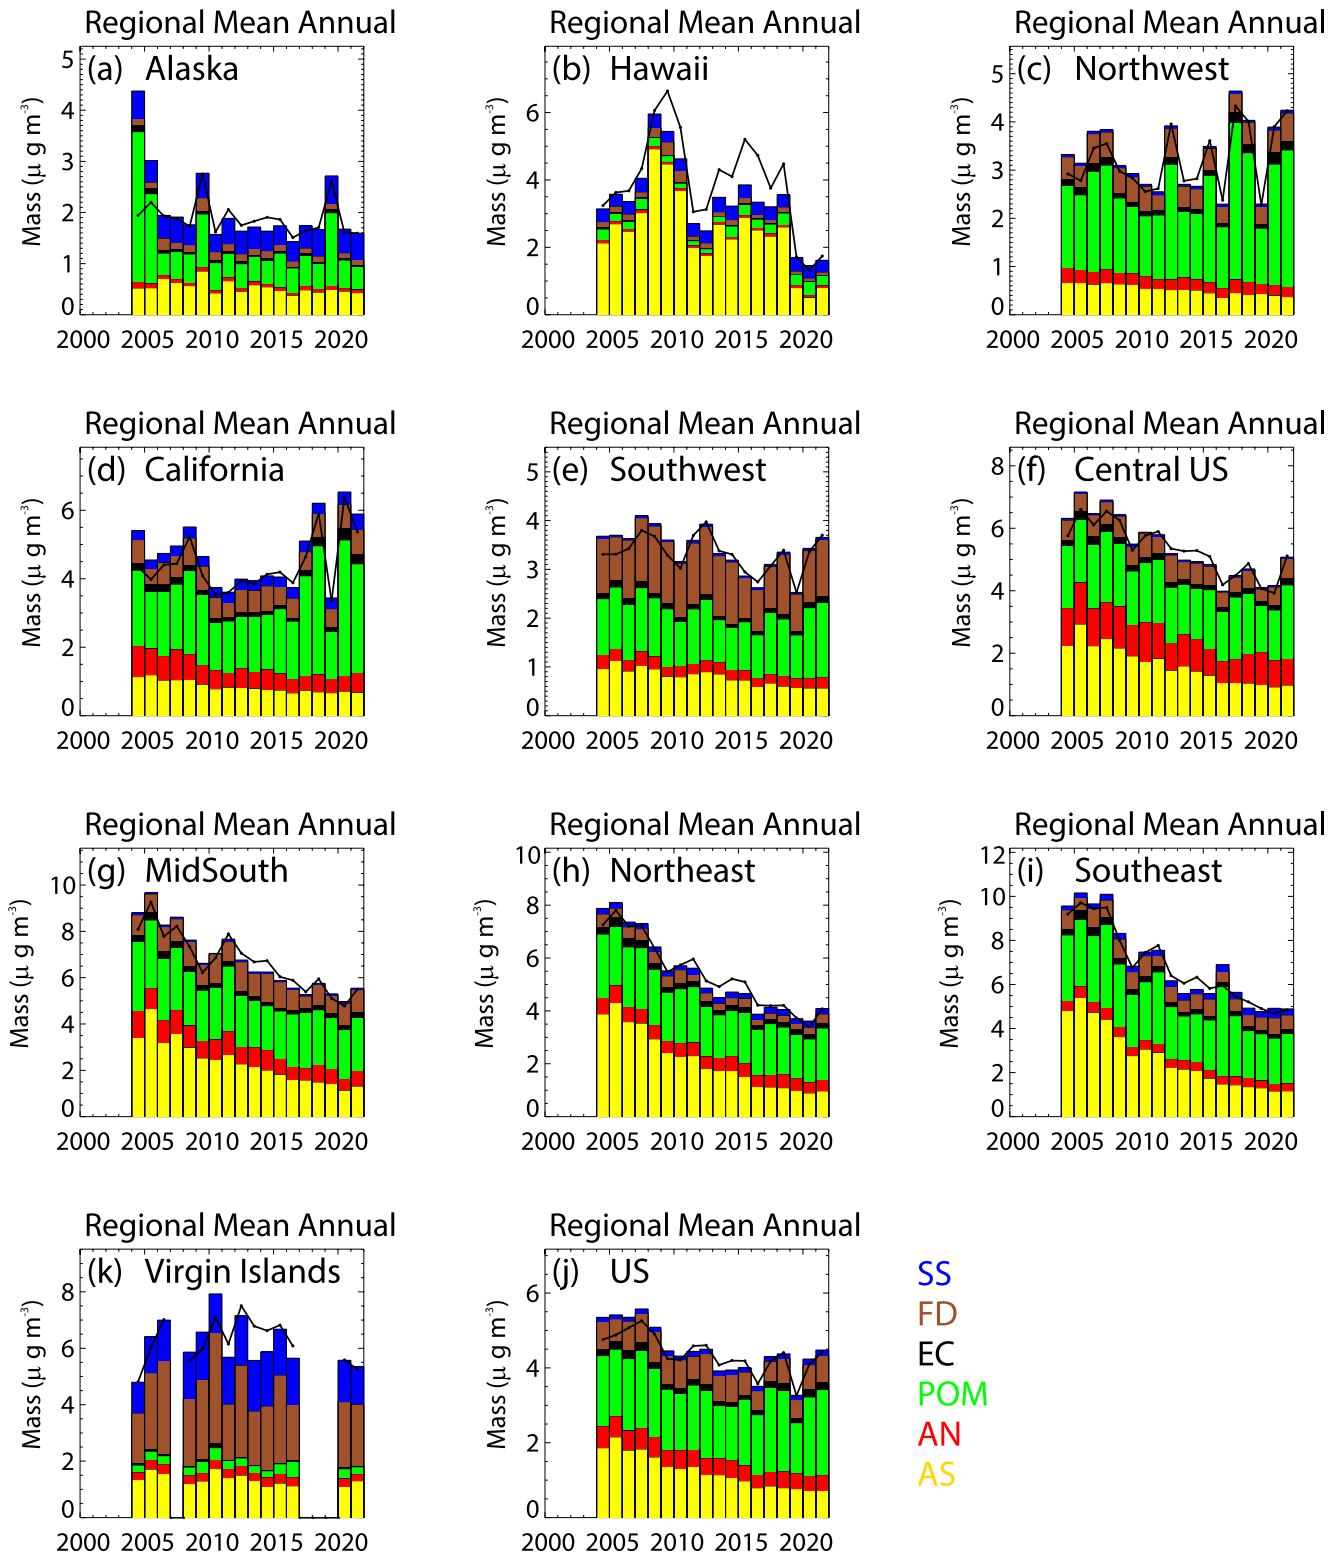 Regional Mean Annual
(a) Alaska
Mass (μ g m⁻³)
5
4
3
2
1
0
2000 2005 2010 2015 2020
Regional Mean Annual
(b) Hawaii
Mass (μ g m⁻³)
6
4
2
0
2000 2005 2010 2015 2020
Regional Mean Annual
(c) Northwest
Mass (μ g m⁻³)
5
4
3
2
1
0
2000 2005 2010 2015 2020
Regional Mean Annual
(d) California
Mass (μ g m⁻³)
6
4
2
0
2000 2005 2010 2015 2020
Regional Mean Annual
(e) Southwest
Mass (μ g m⁻³)
5
4
3
2
1
0
2000 2005 2010 2015 2020
Regional Mean Annual
(f) Central US
Mass (μ g m⁻³)
8
6
4
2
0
2000 2005 2010 2015 2020
Regional Mean Annual
(g) MidSouth
Mass (μ g m⁻³)
10
8
6
4
2
0
2000 2005 2010 2015 2020
Regional Mean Annual
(h) Northeast
Mass (μ g m⁻³)
10
8
6
4
2
0
2000 2005 2010 2015 2020
Regional Mean Annual
(i) Southeast
Mass (μ g m⁻³)
12
10
8
6
4
2
0
2000 2005 2010 2015 2020
Regional Mean Annual
(k) Virgin Islands
Mass (μ g m⁻³)
8
6
4
2
0
2000 2005 2010 2015 2020
Regional Mean Annual
(j) US
Mass (μ g m⁻³)
6
4
2
0
2000 2005 2010 2015 2020
SS
FD
EC
POM
AN
AS